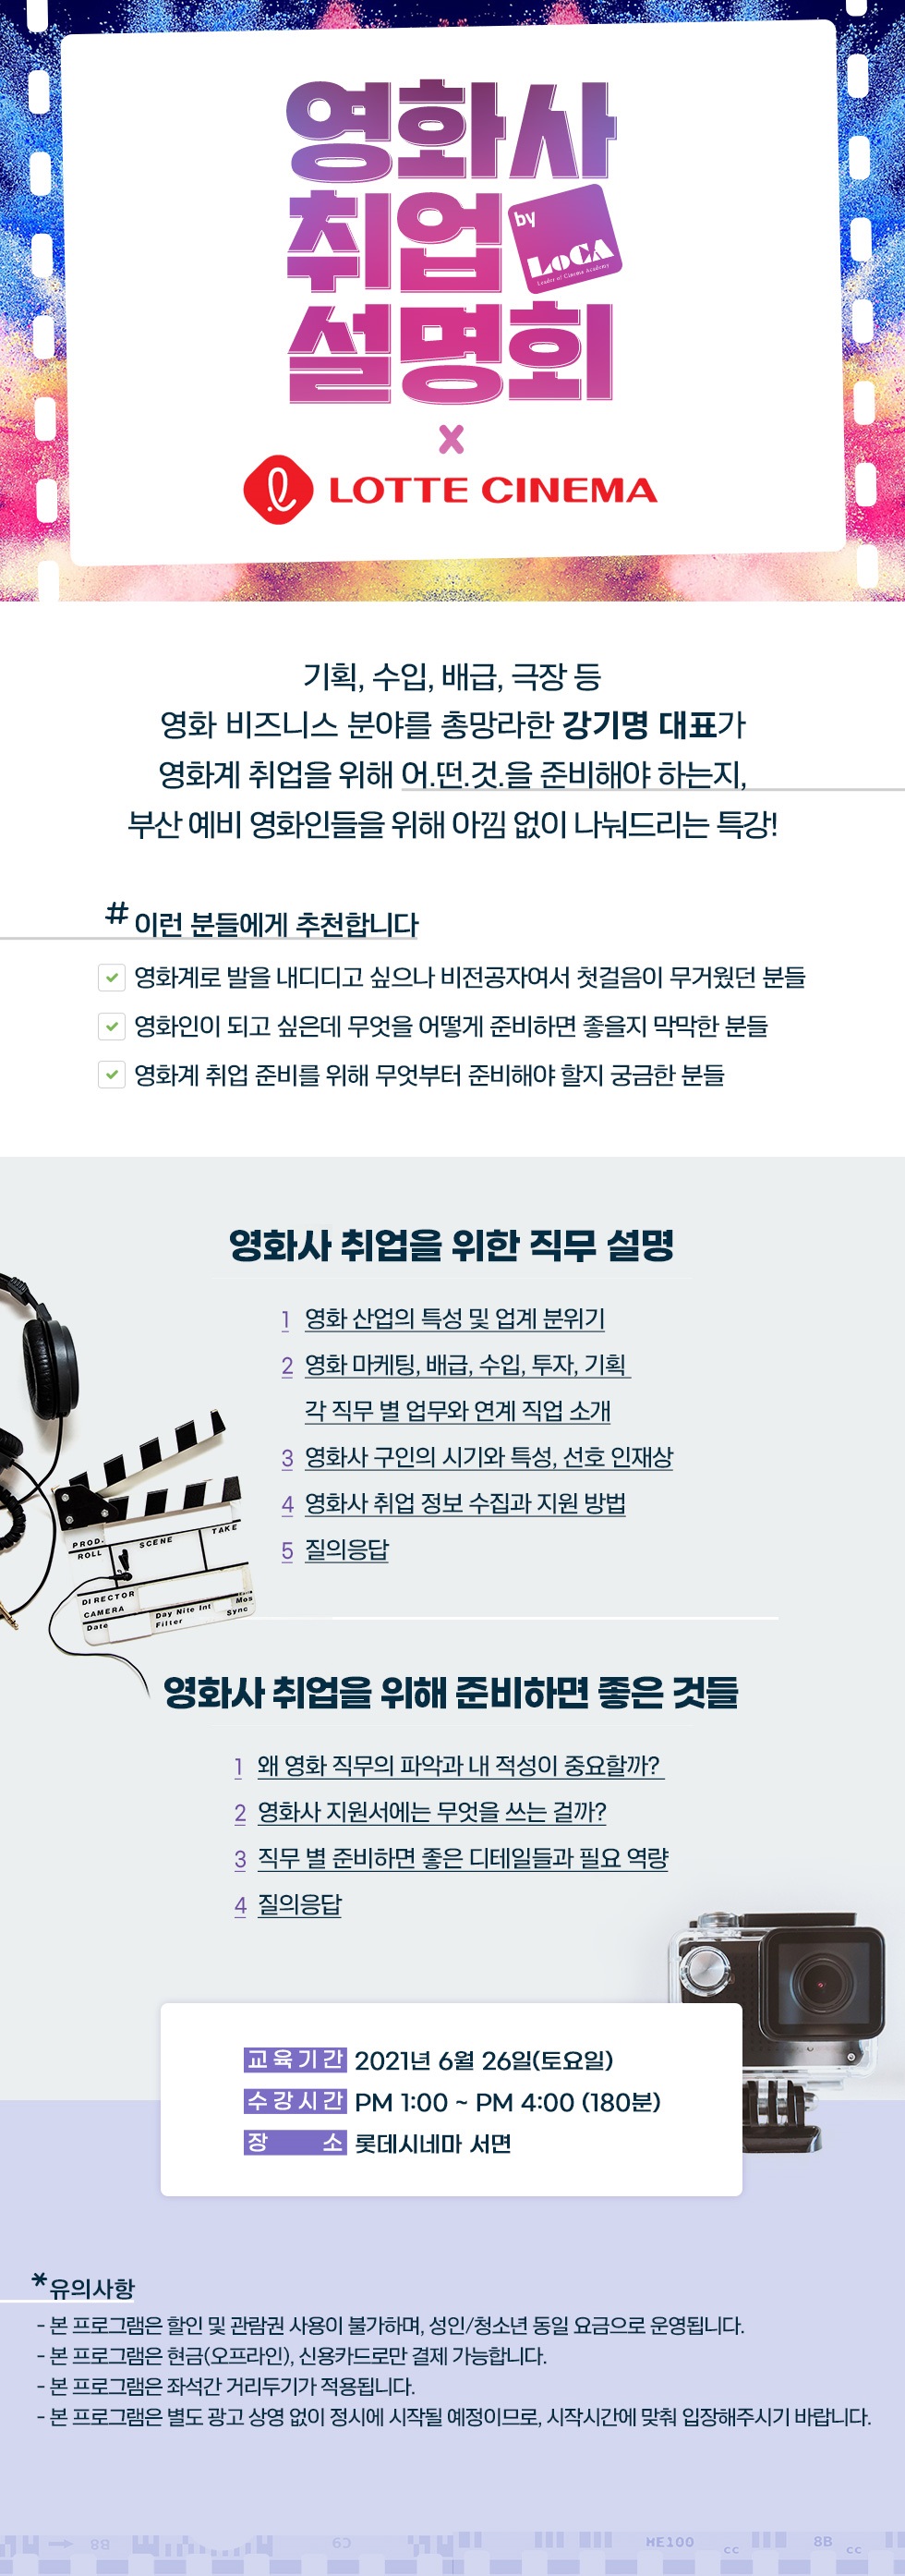 영화사
취업
by
LOCA
Leader of Cinema Academy
설명회
x
LOTTE CINEMA
기획, 수입, 배급, 극장 등
영화 비즈니스 분야를 총망라한 강기명 대표가
영화계 취업을 위해 어.떤.것.을 준비해야 하는지,
부산 예비 영화인들을 위해 아낌 없이 나눠드리는 특강!
# 이런 분들에게 추천합니다
영화계로 발을 내디디고 싶으나 비전공자여서 첫걸음이 무거웠던 분들
영화인이 되고 싶은데 무엇을 어떻게 준비하면 좋을지 막막한 분들
영화계 취업 준비를 위해 무엇부터 준비해야 할지 궁금한 분들
영화사 취업을 위한 직무 설명
1 영화 산업의 특성 및 업계 분위기
2 영화 마케팅, 배급, 수입, 투자, 기획
각 직무 별 업무와 연계 직업 소개
3 영화사 구인의 시기와 특성, 선호 인재상
4 영화사 취업 정보 수집과 지원 방법
5 질의응답
PROD.
ROLL SCENE TAKE
DIRECTOR
CAMERA
Date Day Nite Int Mos
Filter Sync
영화사 취업을 위해 준비하면 좋은 것들
1 왜 영화 직무의 파악과 내 적성이 중요할까?
2 영화사 지원서에는 무엇을 쓰는 걸까?
3 직무 별 준비하면 좋은 디테일들과 필요 역량
4 질의응답
교육기간 2021년 6월 26일(토요일)
수강시간 PM 1:00 ~ PM 4:00 (180분)
장 소 롯데시네마 서면
*유의사항
- 본 프로그램은 할인 및 관람권 사용이 불가하며, 성인/청소년 동일 요금으로 운영됩니다.
- 본 프로그램은 현금(오프라인), 신용카드로만 결제 가능합니다.
- 본 프로그램은 좌석간 거리두기가 적용됩니다.
- 본 프로그램은 별도 광고 상영 없이 정시에 시작될 예정이므로, 시작시간에 맞춰 입장해주시기 바랍니다.
ME100 CC 8B CC